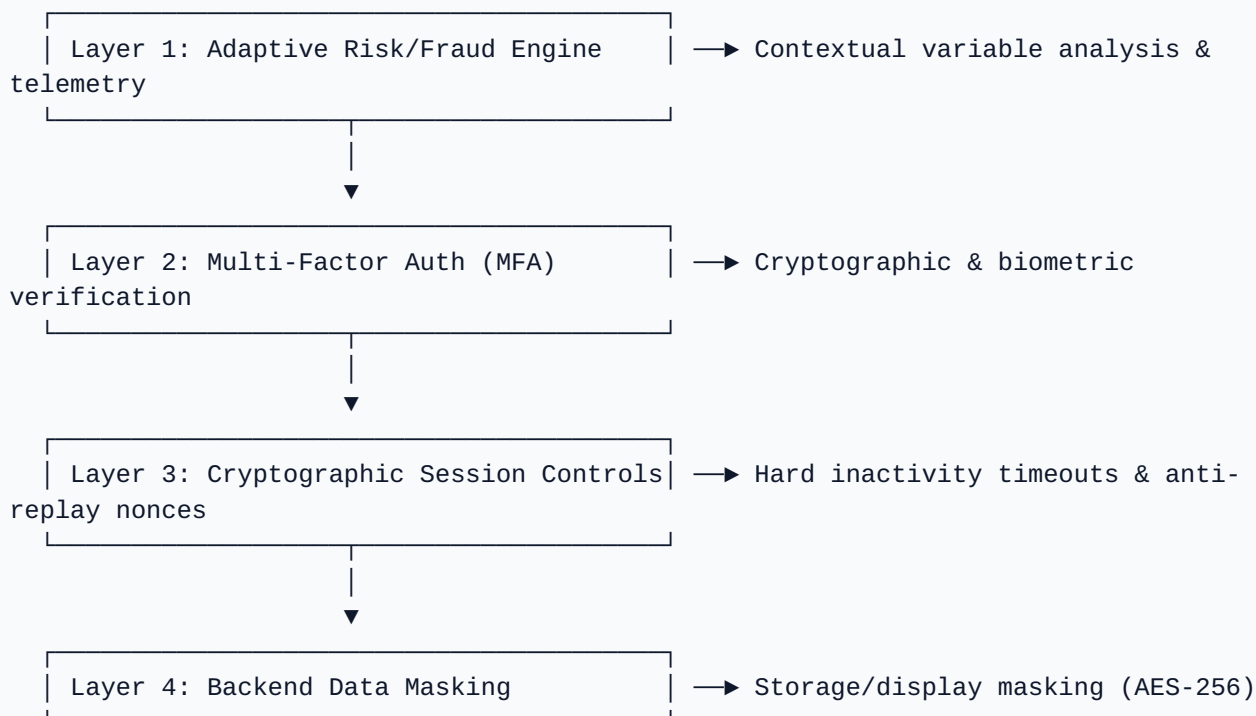 Layer 1: Adaptive Risk/Fraud Engine ──► Contextual variable analysis &
telemetry
Layer 2: Multi-Factor Auth (MFA) ──► Cryptographic & biometric
verification
Layer 3: Cryptographic Session Controls ──► Hard inactivity timeouts & anti-
replay nonces
Layer 4: Backend Data Masking ──► Storage/display masking (AES-256)